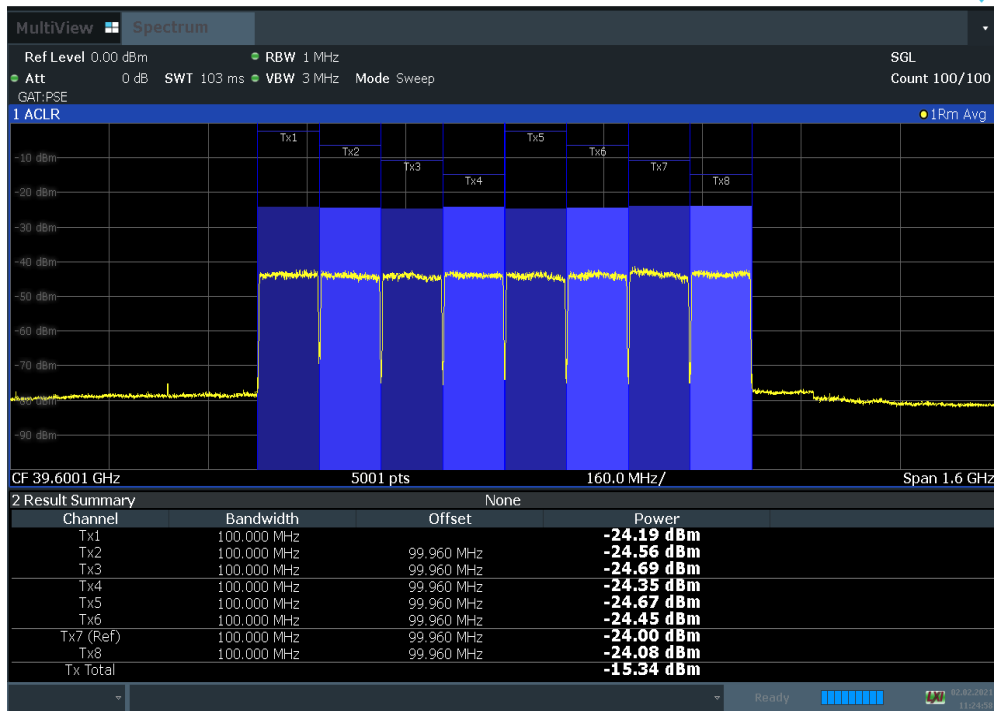 MultiView Spectrum
Ref Level 0.00 dBm RBW 1 MHz SGL
Att 0 dB SWT 103 ms VBW 3 MHz Mode Sweep Count 100/100
GAT:PSE
1 ACLR 1Rm Avg
Tx1 Tx5
Tx2 Tx6
-10 dBm
Tx3 Tx7
Tx4 Tx8
-20 dBm
-30 dBm
-40 dBm
-50 dBm
-60 dBm
-70 dBm
-80 dBm
-90 dBm
CF 39.6001 GHz 5001 pts 160.0 MHz/ Span 1.6 GHz
2 Result Summary None
Channel Bandwidth Offset Power
Tx1 100.000 MHz -24.19 dBm
Tx2 100.000 MHz 99.960 MHz -24.56 dBm
Tx3 100.000 MHz 99.960 MHz -24.69 dBm
Tx4 100.000 MHz 99.960 MHz -24.35 dBm
Tx5 100.000 MHz 99.960 MHz -24.67 dBm
Tx6 100.000 MHz 99.960 MHz -24.45 dBm
Tx7 (Ref) 100.000 MHz 99.960 MHz -24.00 dBm
Tx8 100.000 MHz 99.960 MHz -24.08 dBm
Tx Total -15.34 dBm
Ready 02.02.2021
11:24:58